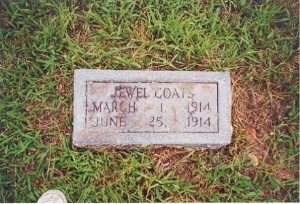 JEWEL COATS
MARCH 1, 1914
JUNE 25, 1914